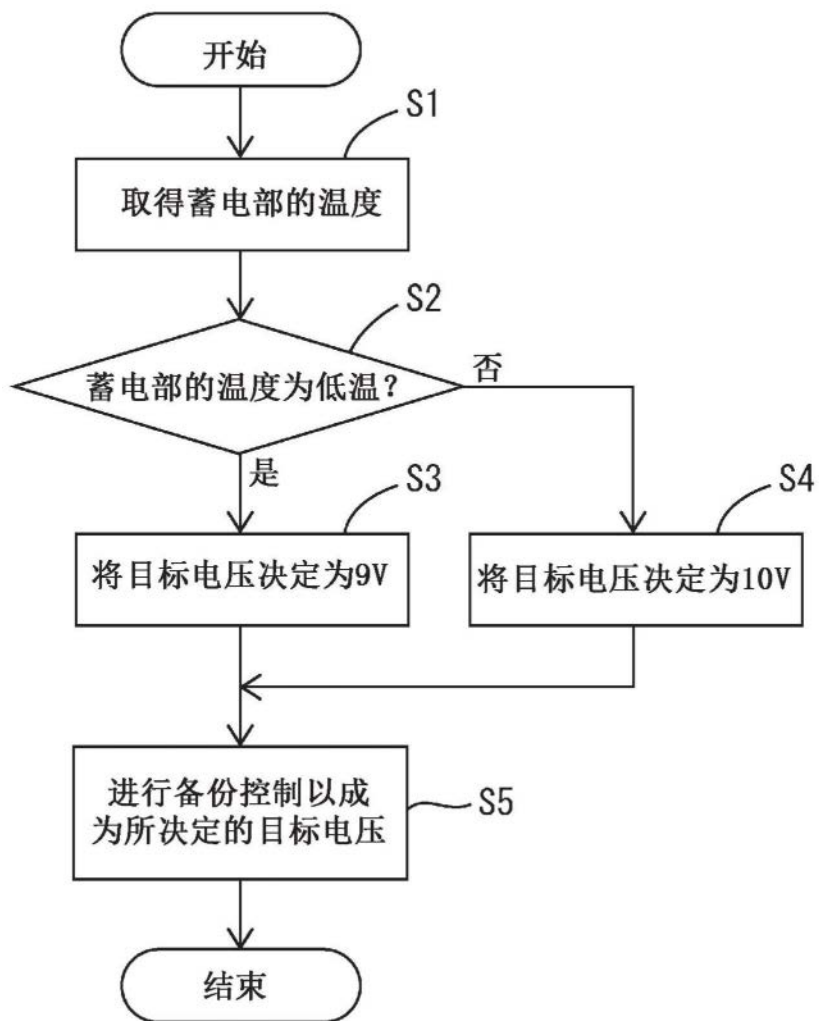 开始
S1
取得蓄电部的温度
S2
蓄电部的温度为低温？
否
是
S3
将目标电压决定为9V
S4
将目标电压决定为10V
进行备份控制以成
为所决定的目标电压
S5
结束